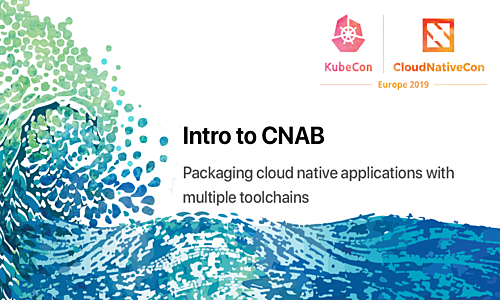 KubeCon
CloudNativeCon
Europe 2019
Intro to CNAB
Packaging cloud native applications with
multiple toolchains